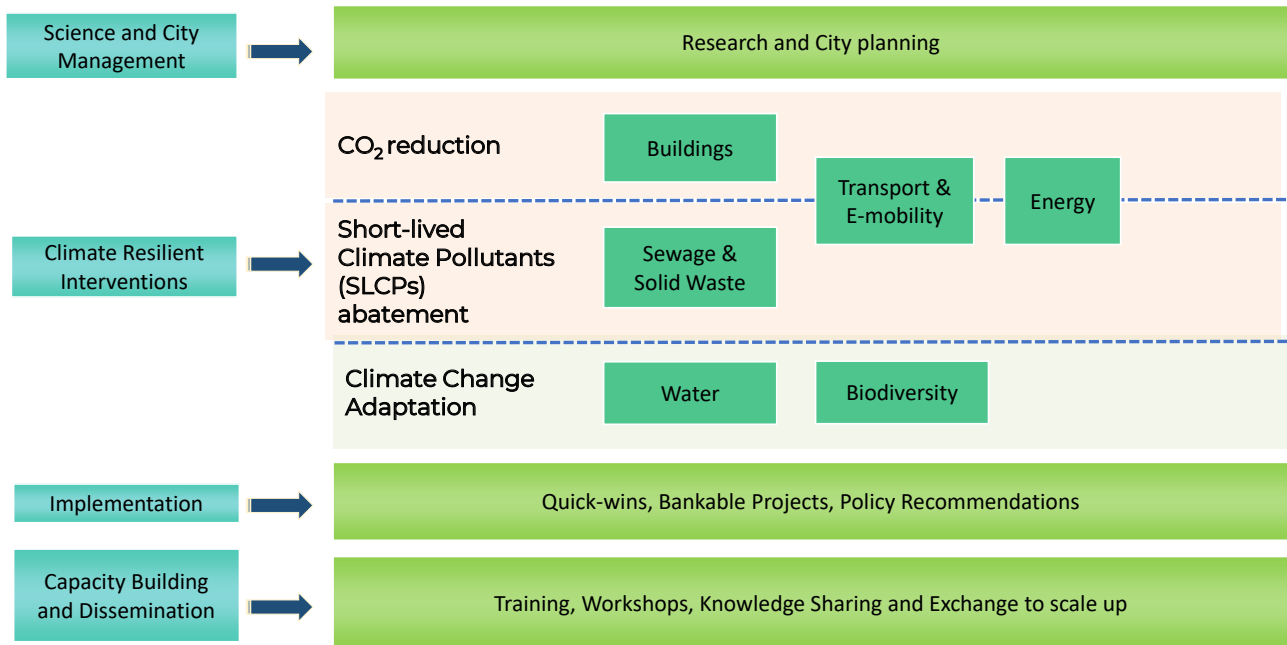 Science and City
Management
Research and City planning
CO₂ reduction
Buildings
Transport &
E-mobility
Energy
Climate Resilient
Interventions
Short-lived
Climate Pollutants
(SLCPs)
abatement
Sewage &
Solid Waste
Climate Change
Adaptation
Water
Biodiversity
Implementation
Quick-wins, Bankable Projects, Policy Recommendations
Capacity Building
and Dissemination
Training, Workshops, Knowledge Sharing and Exchange to scale up